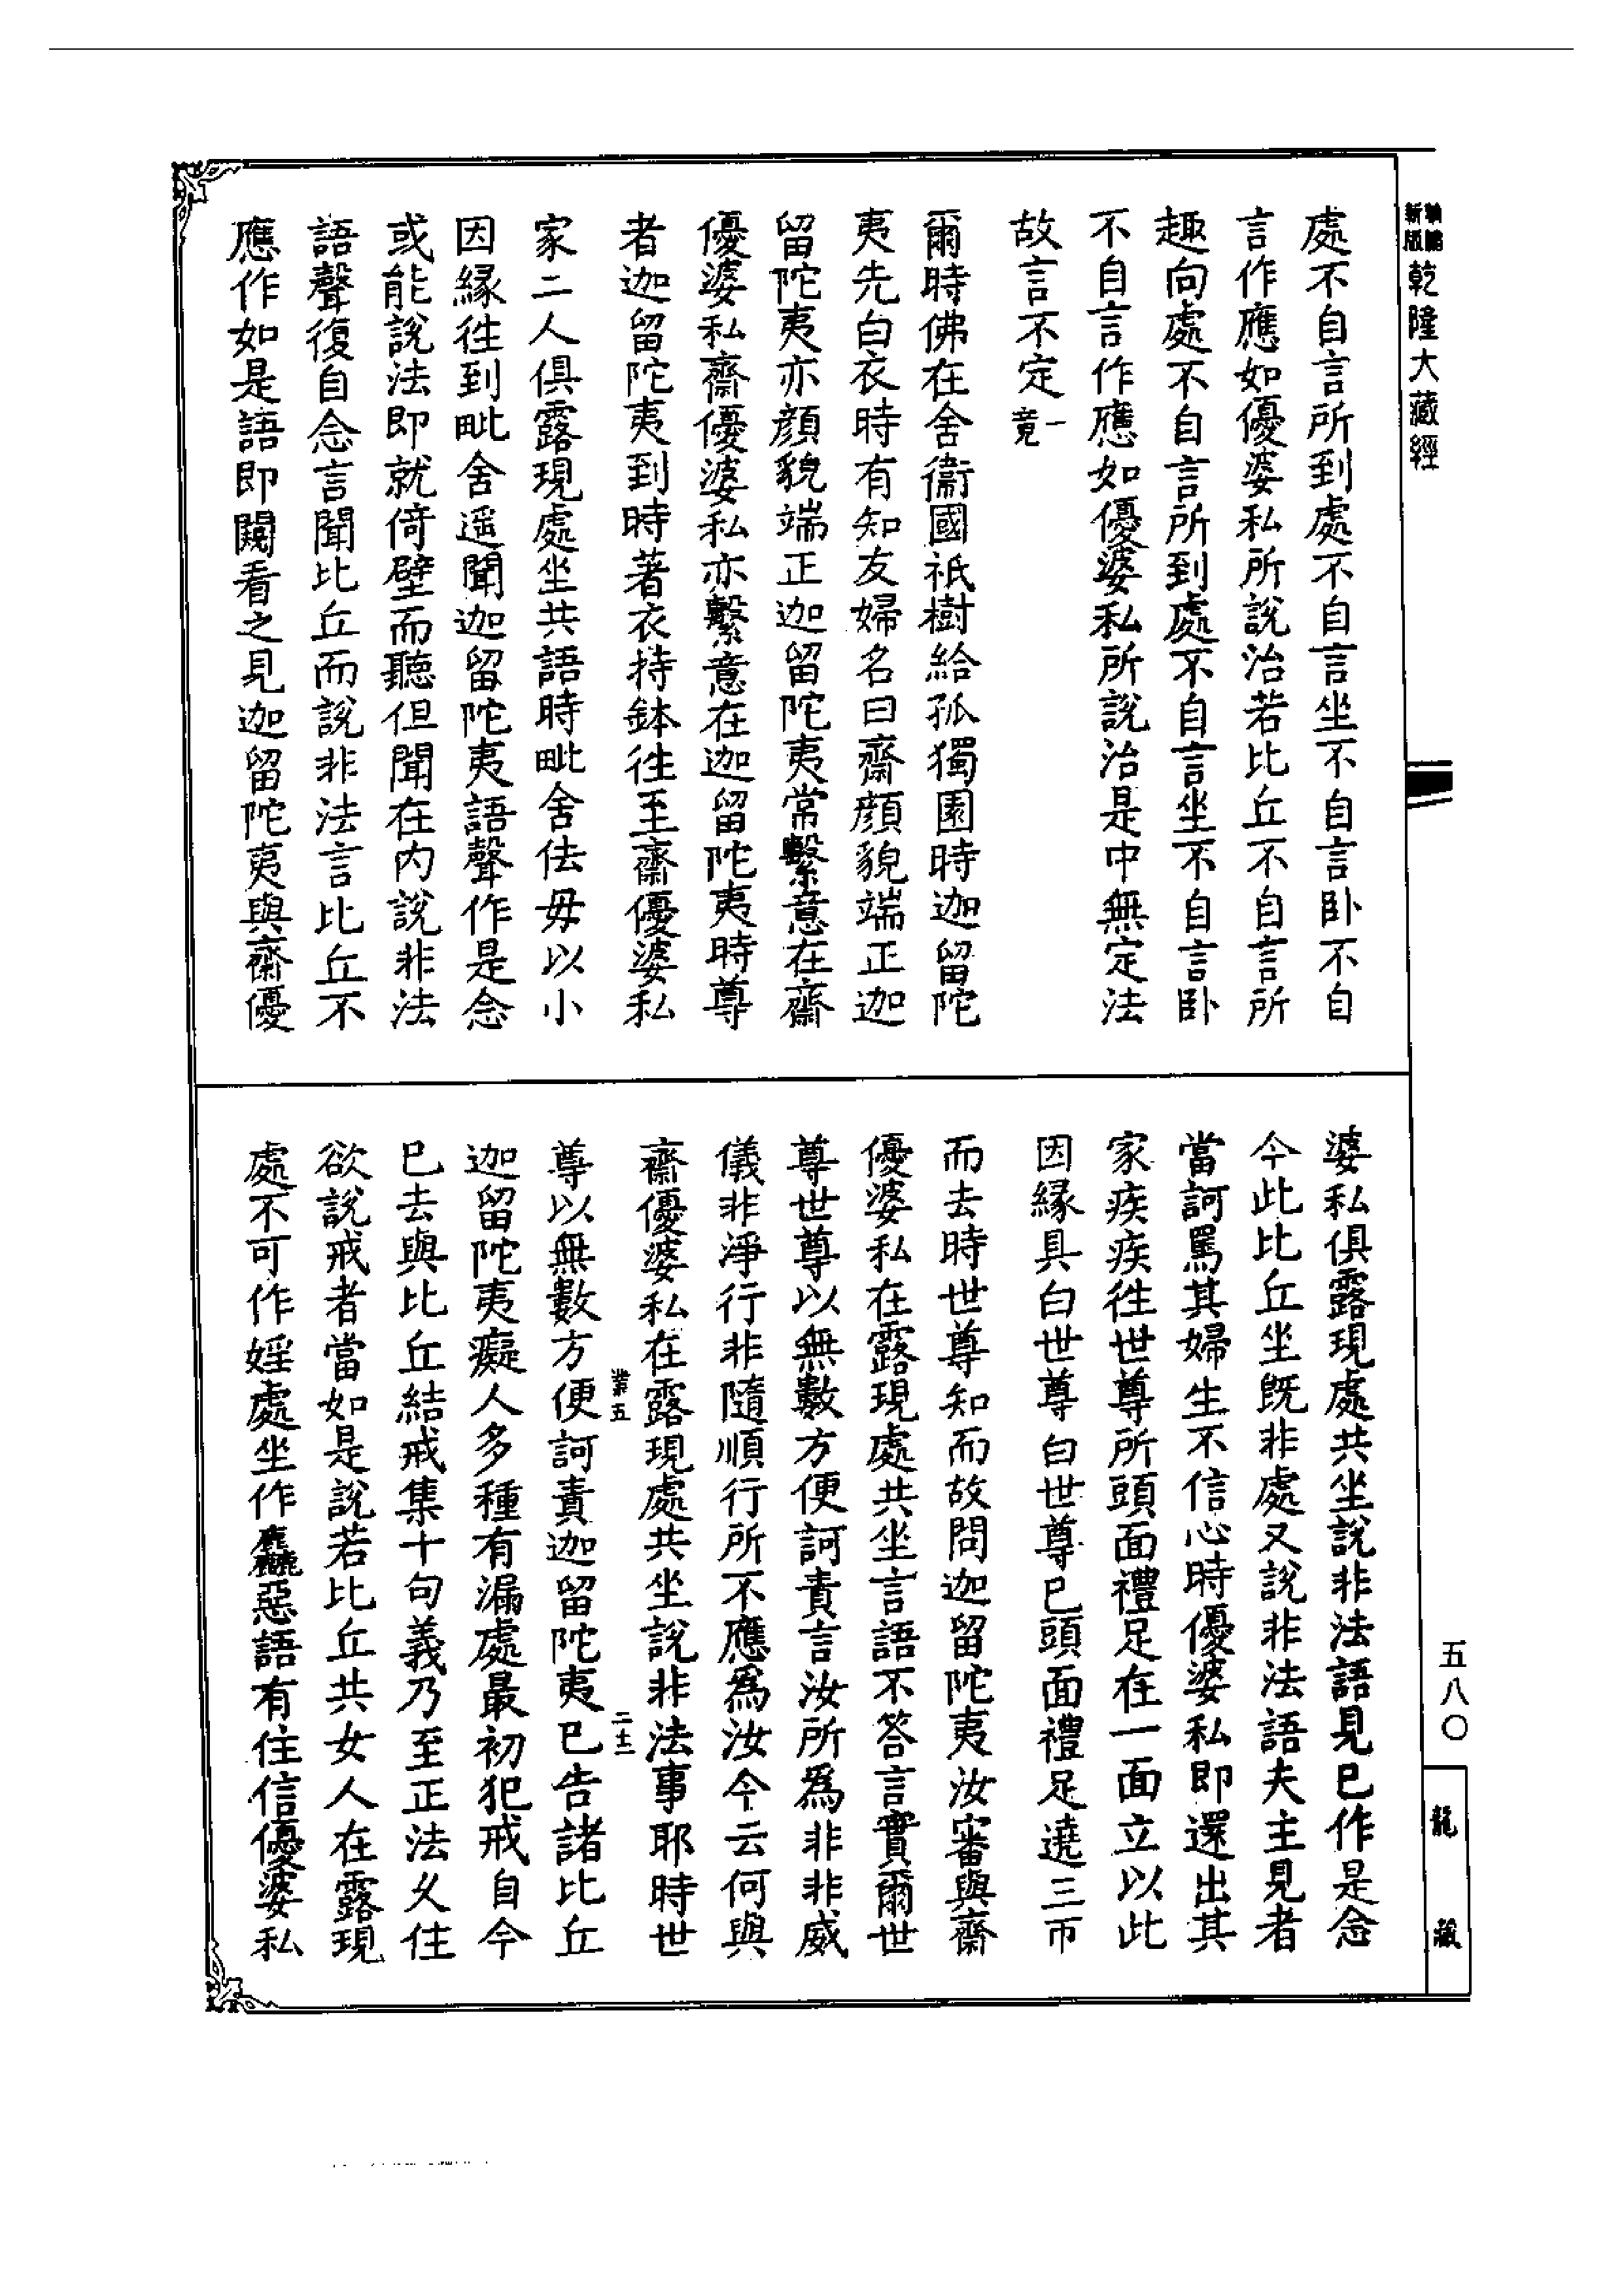 新版
乾隆大藏經
處不自言所到處不自言坐不自言卧不自
言作應如優婆私所說治若比丘不自言所
趣向處不自言所到處不自言坐不自言卧
不自言作應如優婆私所說治是中無定法
故言不定一竟
爾時佛在舍衞國祇樹給孤獨園時迦留陀
夷先白衣時有知友婦名曰齋顏貌端正迦
留陀夷亦顏貌端正迦留陀夷常繫意在齋
優婆私齋優婆私亦繫意在迦留陀夷時尊
者迦留陀夷到時著衣持鉢往至齋優婆私
家二人俱露現處坐共語時毗舍佉毋以小
因緣往到毗舍遥聞迦留陀夷語聲作是念
或能說法即就倚壁而聽但聞在内說非法
語聲復自念言聞比丘而說非法言比丘不
應作如是語即闚看之見迦留陀夷與齋優
婆私俱露現處共坐說非法語見巳作是念
今此比丘坐旣非處又說非法語夫主見者
當訶罵其婦生不信心時優婆私即還出其
家疾疾往世尊所頭面禮足在一面立以此
因緣具白世尊白世尊已頭面禮足遶三帀
而去時世尊知而故問迦留陀夷汝審與齋
優婆私在露現處共坐言語不答言實爾世
尊世尊以無數方便訶責言汝所爲非非威
儀非淨行非隨順行所不應爲汝今云何與
齋優婆私在露現處共坐說非法事耶時世
業五
二十二
尊以無數方便訶責迦留陀夷巳告諸比丘
迦留陀夷癡人多種有漏處最初犯戒自今
巳去與比丘結戒集十句義乃至正法久住
欲說戒者當如是說若比丘共女人在露現
處不可作婬處坐作麤惡語有住信優婆私
五八〇
龍藏